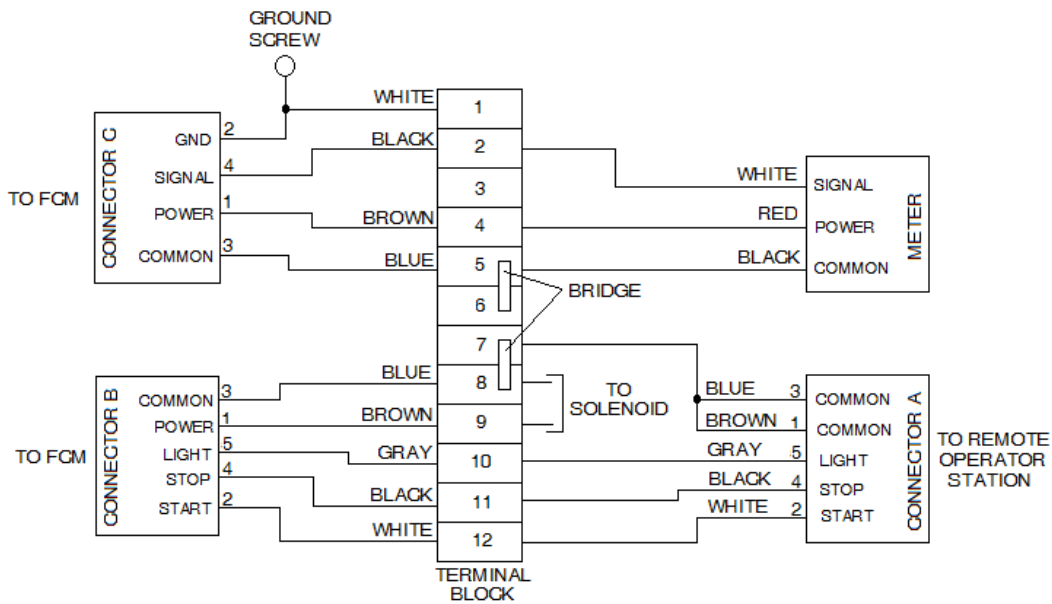 GROUND
SCREW
WHITE
1
CONNECTOR C
GND
2
BLACK
2
SIGNAL
4
WHITE
SIGNAL
3
TO FCM
POWER
1
BROWN
4
RED
POWER
METER
COMMON
3
BLUE
5
BLACK
COMMON
6
BRIDGE
7
CONNECTOR B
COMMON
3
BLUE
8
TO
SOLENOID
BLUE
3
COMMON
POWER
1
BROWN
9
BROWN
1
COMMON
CONNECTOR A
TO FCM
LIGHT
5
GRAY
10
GRAY
5
LIGHT
TO REMOTE
OPERATOR
STATION
STOP
4
BLACK
11
BLACK
4
STOP
START
2
WHITE
12
WHITE
2
START
TERMINAL
BLOCK